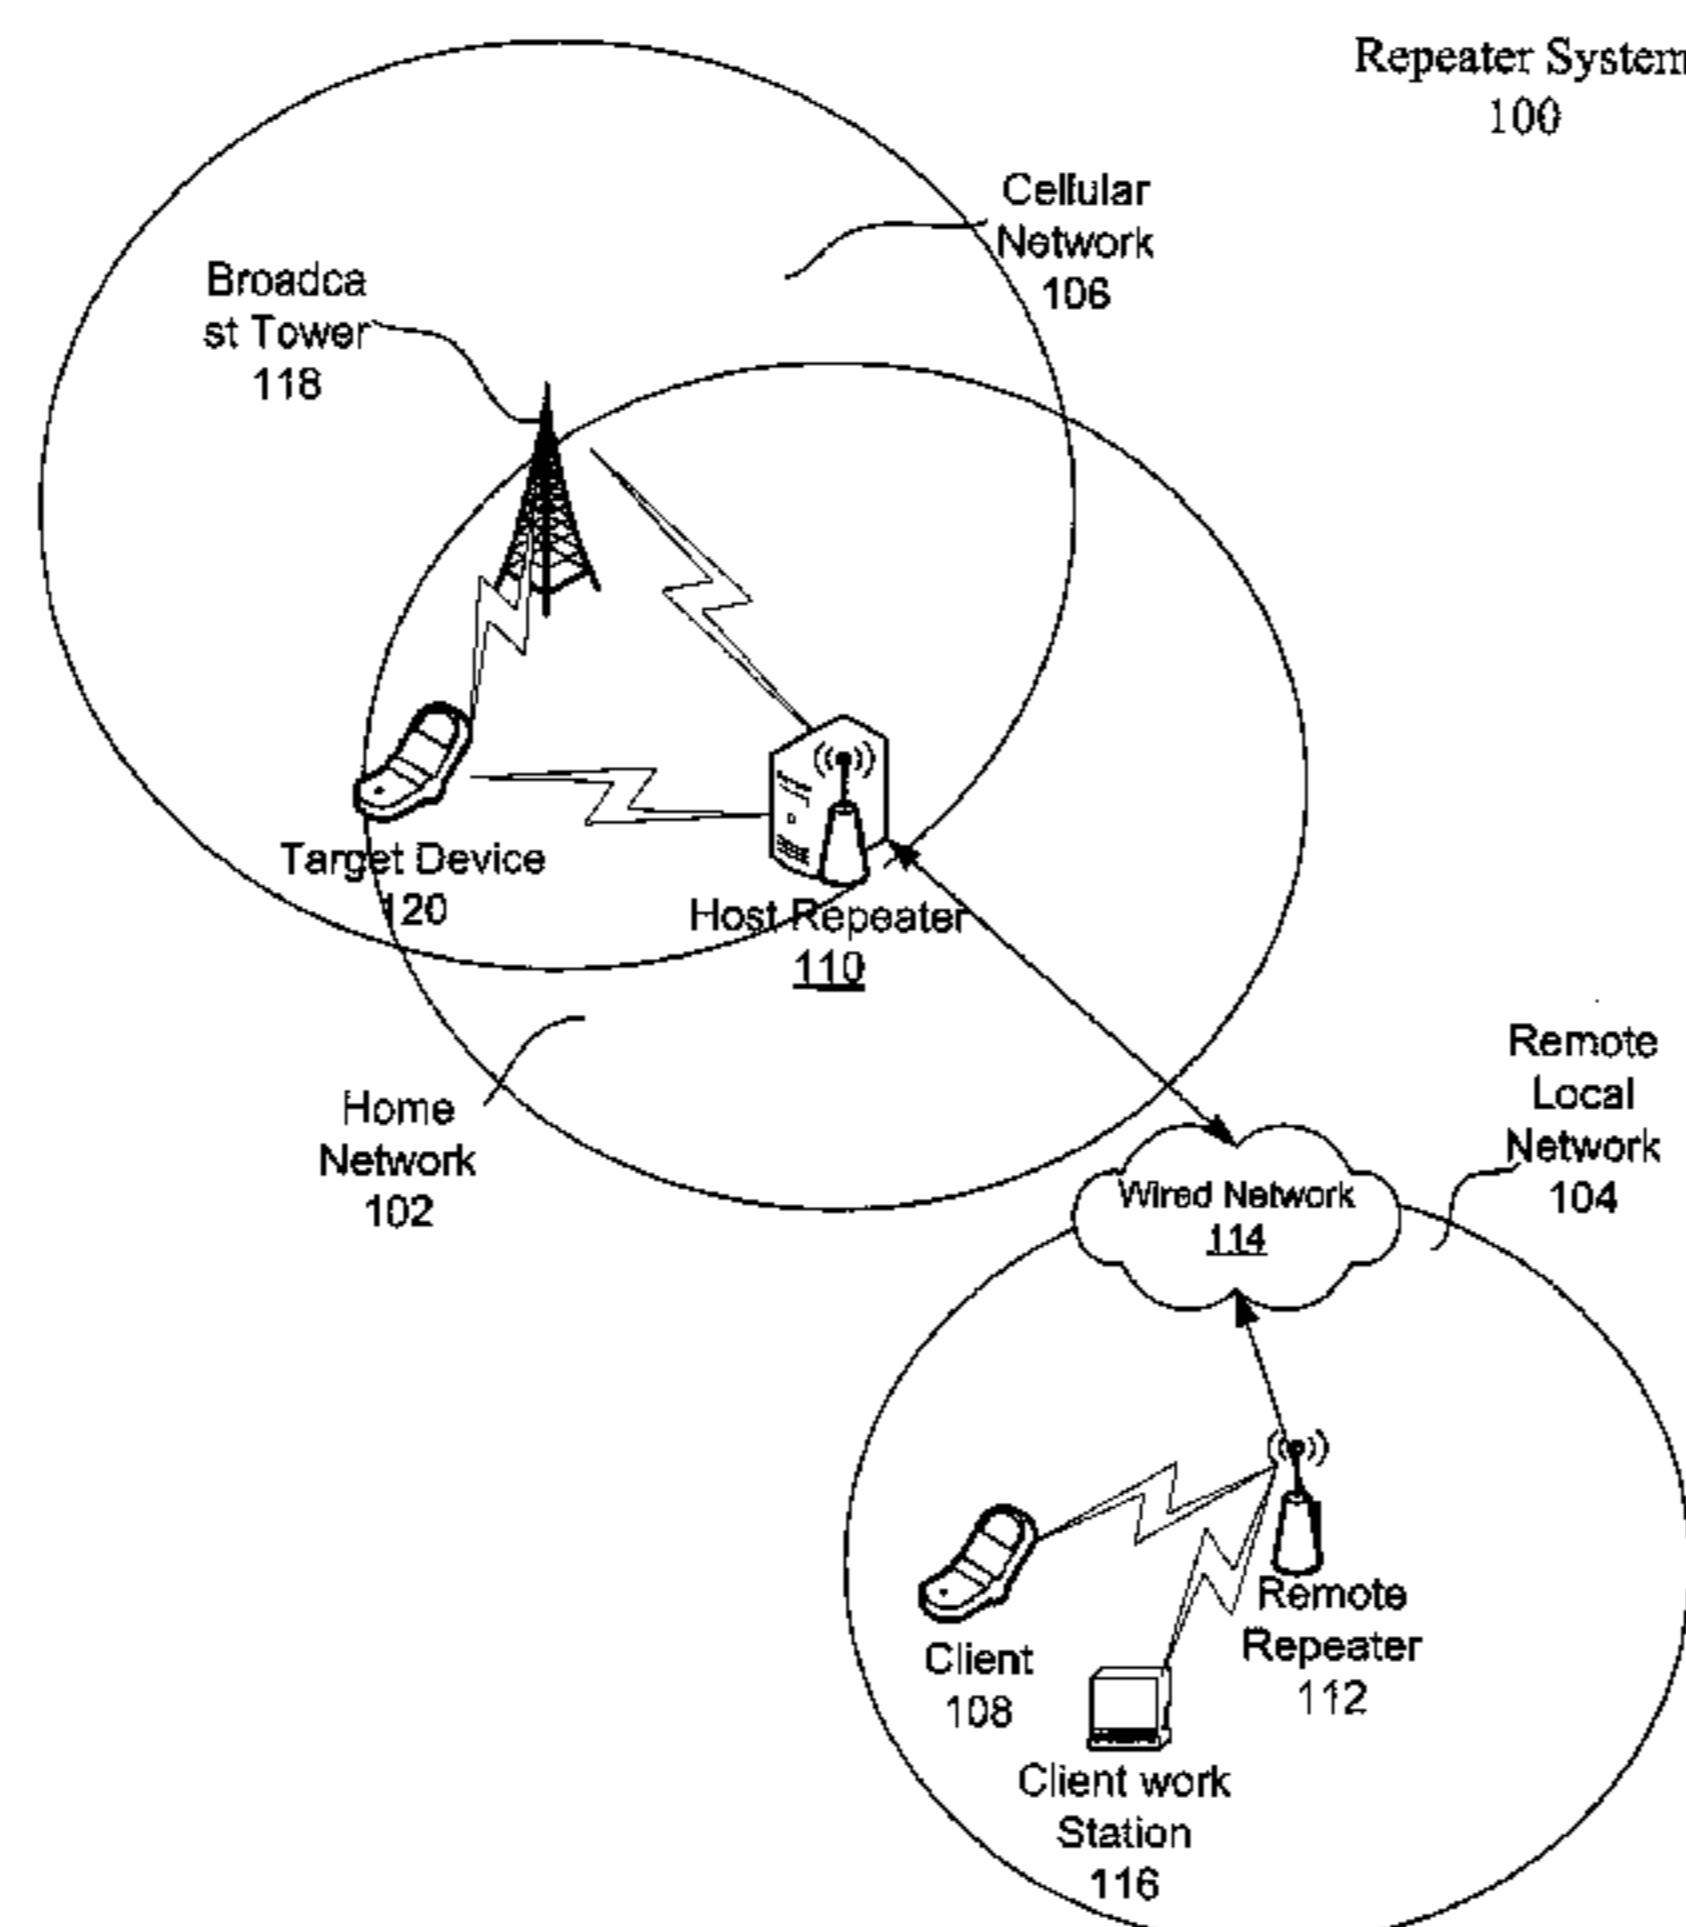 Repeater System
100
Cellular
Network
106
Broadca
st Tower
118
Target Device
120
Host Repeater
110
Home
Network
102
Remote
Local
Network
104
Wired Network
114
Client
108
Remote
Repeater
112
Client work
Station
116